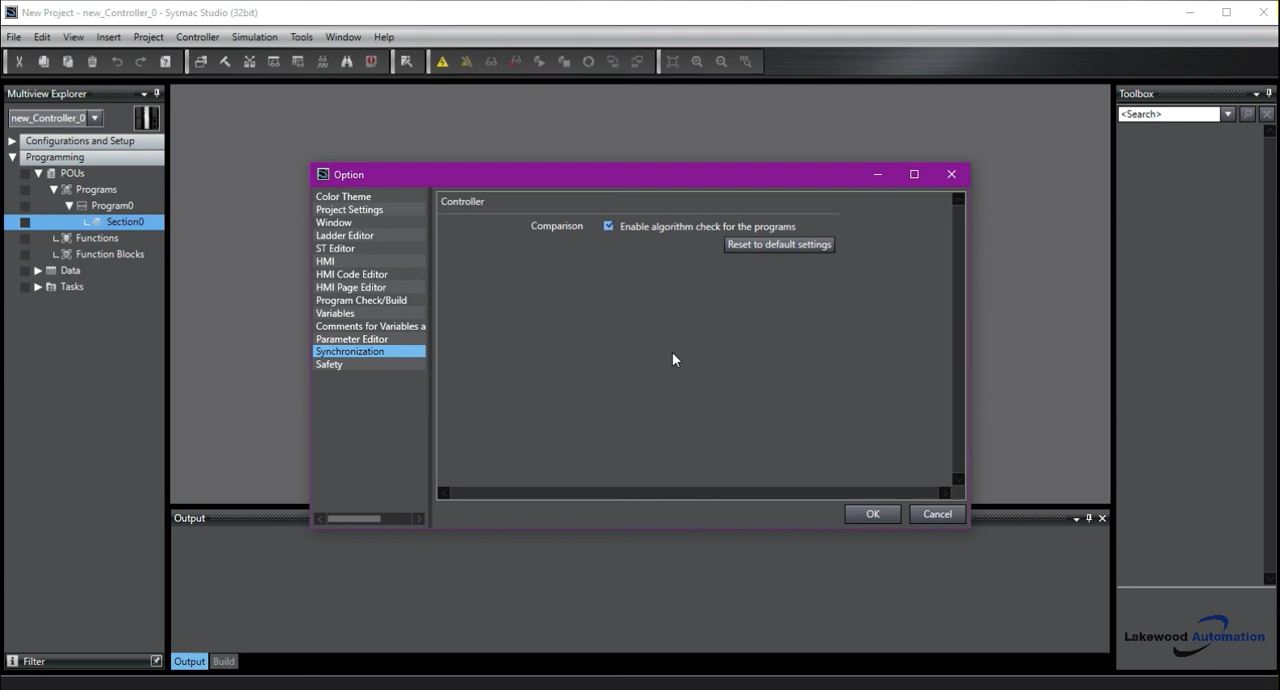 New Project - new_Controller_0 - Sysmac Studio (32bit)
File Edit View Insert Project Controller Simulation Tools Window Help
Multiview Explorer
new_Controller_0
Configurations and Setup
Programming
POUs
Programs
Program0
Section0
Functions
Function Blocks
Data
Tasks
Filter
Option
Color Theme
Project Settings
Window
Ladder Editor
ST Editor
HMI
HMI Code Editor
HMI Page Editor
Program Check/Build
Variables
Comments for Variables a
Parameter Editor
Synchronization
Safety
Controller
Comparison Enable algorithm check for the programs
Reset to default settings
OK Cancel
Output
Output Build
Toolbox
<Search>
Lakewood Automation